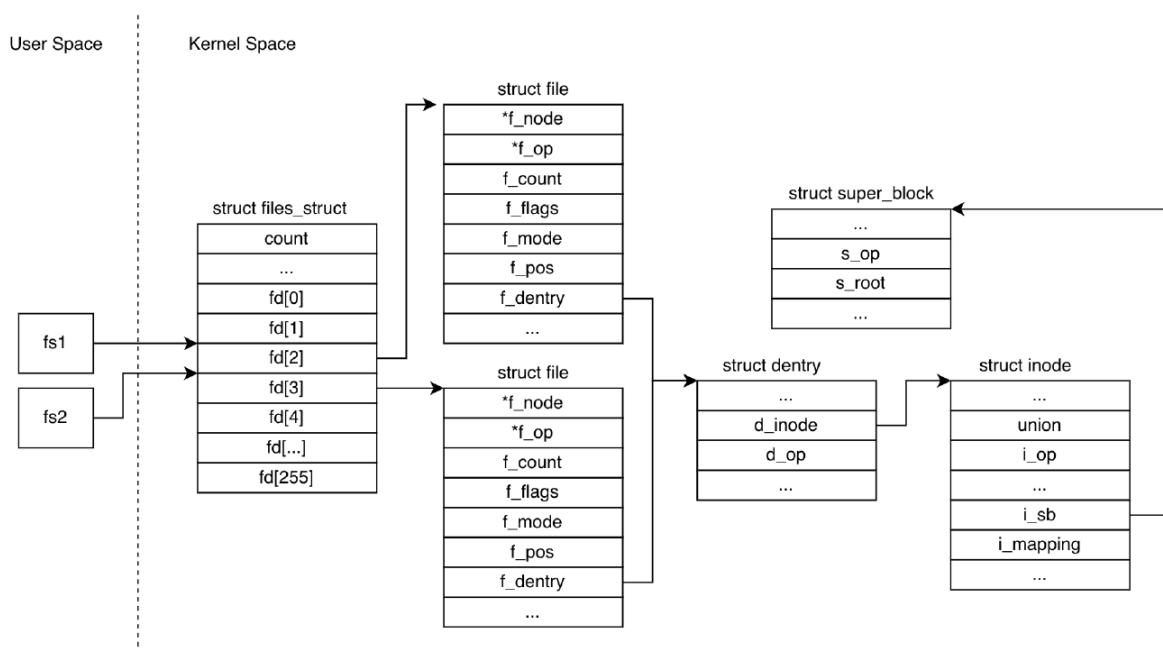 User Space
Kernel Space
fs1
fs2
struct files_struct
count
...
fd[0]
fd[1]
fd[2]
fd[3]
fd[4]
fd[...]
fd[255]
struct file
*f_node
*f_op
f_count
f_flags
f_mode
f_pos
f_dentry
...
struct file
*f_node
*f_op
f_count
f_flags
f_mode
f_pos
f_dentry
...
struct super_block
...
s_op
s_root
...
struct dentry
...
d_inode
d_op
...
struct inode
...
union
i_op
...
i_sb
i_mapping
...